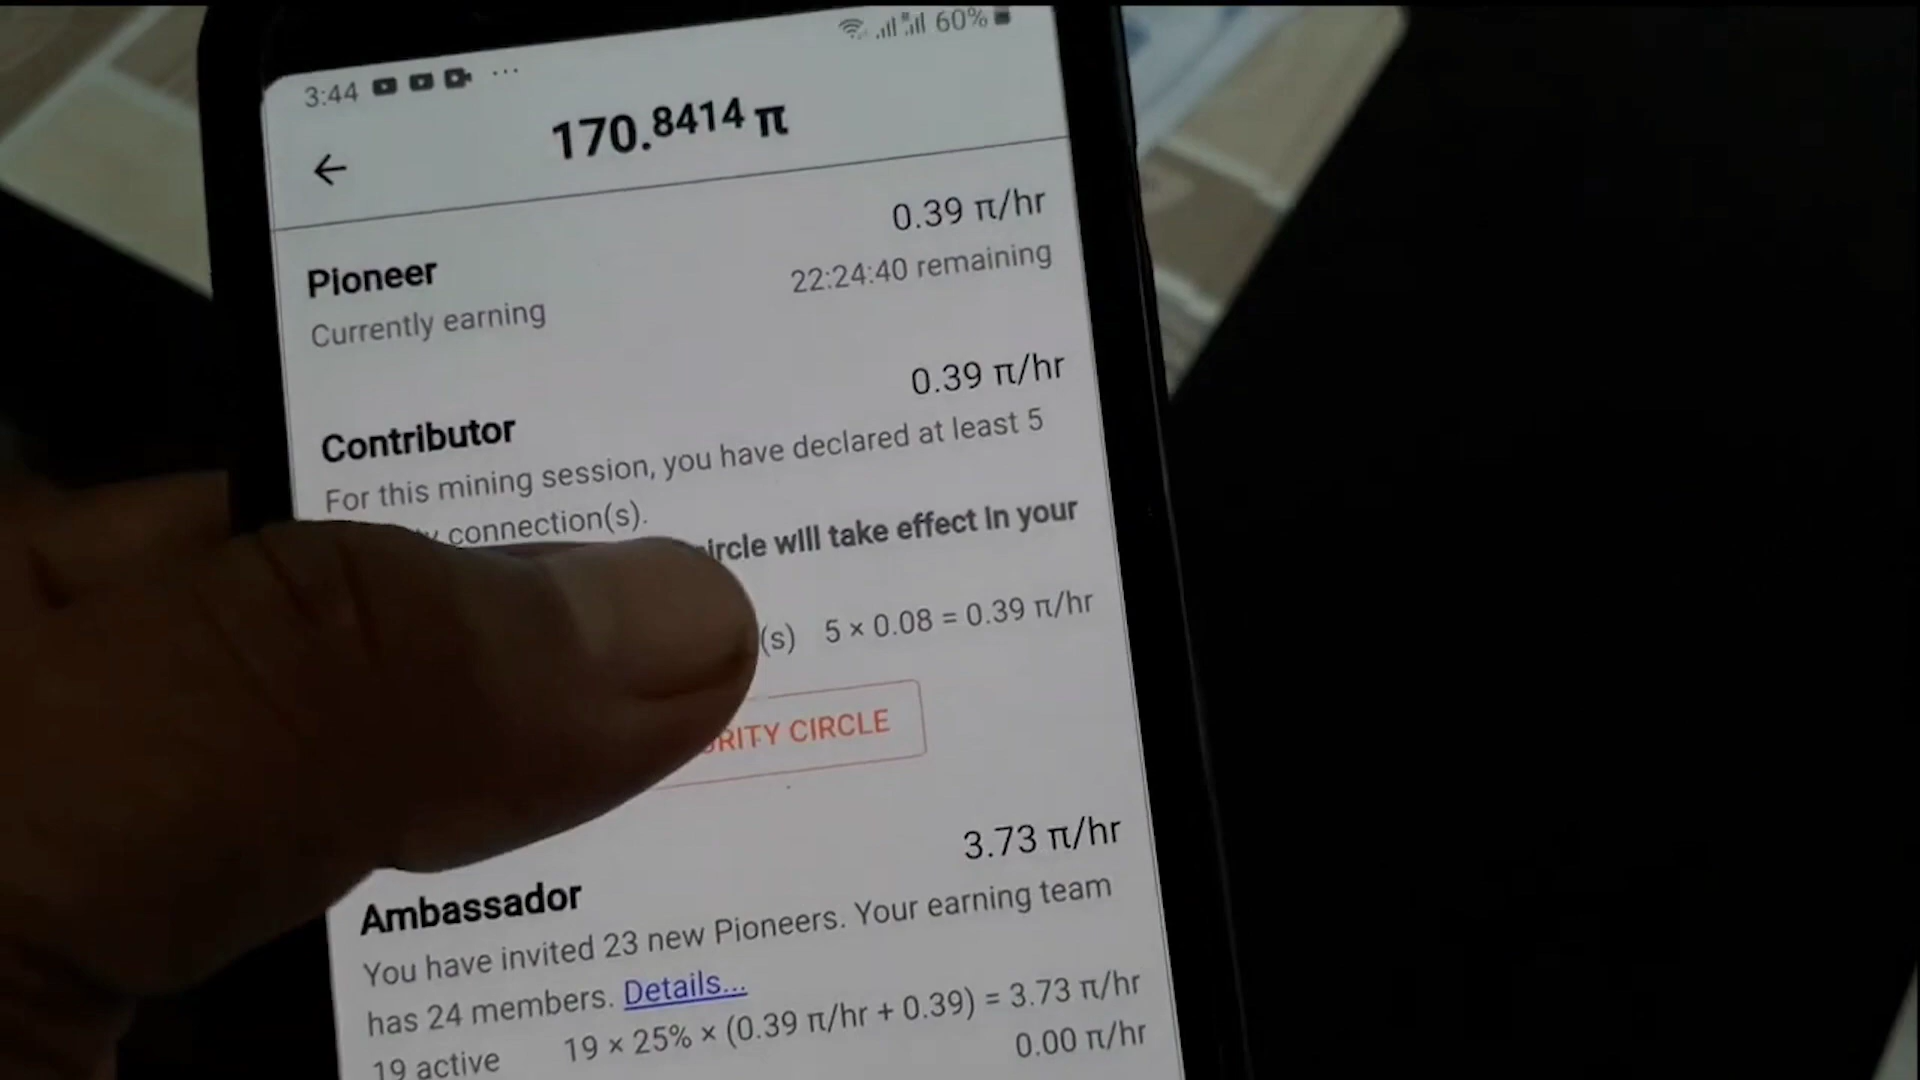 3:44 ... 60%
170.8414 π
0.39 π/hr
Pioneer
22:24:40 remaining
Currently earning
0.39 π/hr
Contributor
For this mining session, you have declared at least 5
connection(s).
will take effect in your
(s) 5 × 0.08 = 0.39 π/hr
CIRCLE
3.73 π/hr
Ambassador
You have invited 23 new Pioneers. Your earning team
has 24 members. Details...
19 × 25% × (0.39 π/hr + 0.39) = 3.73 π/hr
19 active
0.00 π/hr